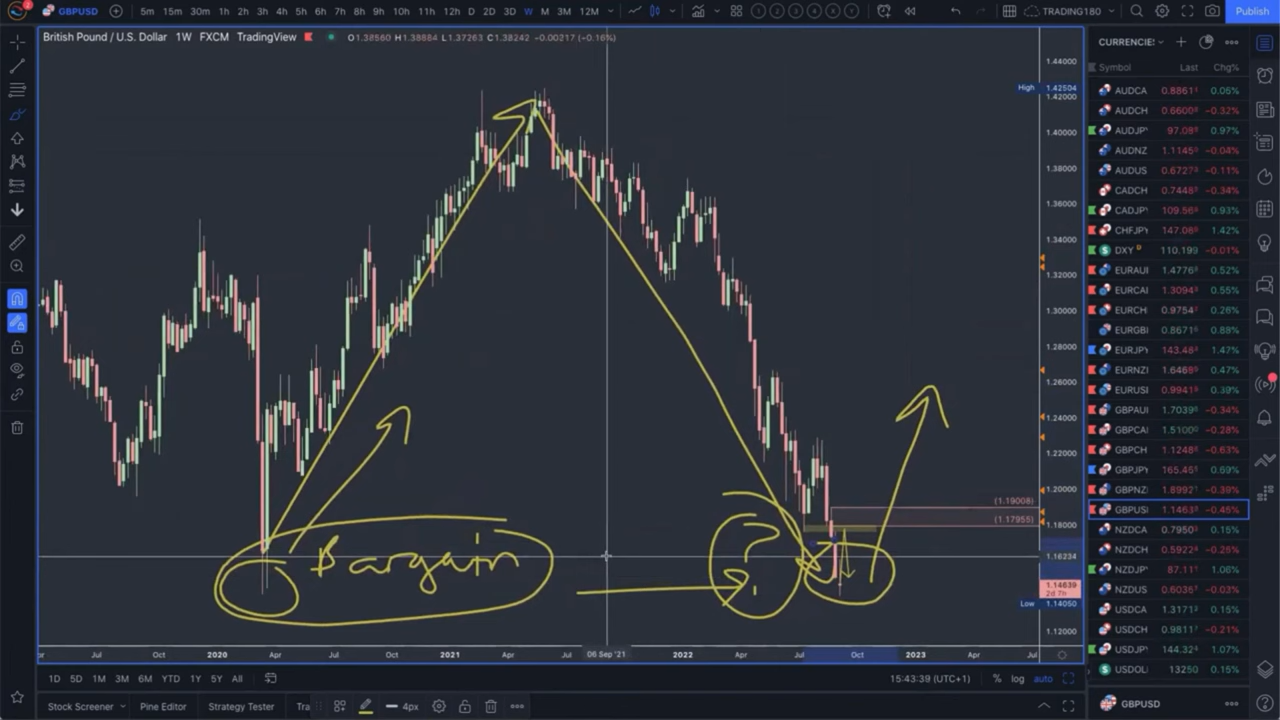 GBPUSD 5m 15m 30m 1h 2h 3h 4h 5h 6h 7h 8h 9h 10h 11h 12h D 2D 3D W M 3M 12M TRADING180 Publish
British Pound / U.S. Dollar 1W FXCM TradingView O1.38560 H1.38884 L1.37263 C1.38242 −0.00217 (−0.16%)
CURRENCIES
Symbol Last Chg%
AUDCA 0.8861 0.06%
AUDCH 0.6600 −0.32%
AUDJP 97.08 0.97%
AUDNZ 1.1145 −0.04%
AUDUS 0.6727 −0.11%
CADCH 0.7448 −0.34%
CADJP 109.56 0.93%
CHFJP 147.08 1.42%
DXY D 110.199 −0.01%
EURAU 1.4776 0.52%
EURCA 1.3094 0.55%
EURCH 0.9754 0.26%
EURGB 0.8671 0.88%
EURJP 143.48 1.47%
EURNZ 1.6468 0.47%
EURUS 0.9941 0.39%
GBPAU 1.7039 −0.34%
GBPCA 1.5100 −0.28%
GBPCH 1.1248 −0.63%
GBPJP 165.45 0.69%
GBPNZ 1.8992 −0.39%
GBPUS 1.1463 −0.46%
NZDCA 0.7950 0.15%
NZDCH 0.5922 −0.25%
NZDJP 87.11 1.06%
NZDUS 0.6035 −0.03%
USDCA 1.3171 0.15%
USDCH 0.9811 −0.21%
USDJP 144.32 1.07%
USDOL 13250 0.15%
GBPUSD
1.44000
High 1.42504
1.42000
1.40000
1.38000
1.36000
1.34000
1.32000
1.30000
1.28000
1.26000
1.24000
1.22000
1.20000
(1.19008)
(1.17955)
1.18000
1.16234
1.14639
2d 7h
Low 1.14050
1.12000
Bargain
?
Jul Oct 2020 Apr Jul Oct 2021 Apr Jul 06 Sep '21 2022 Apr Jul Oct 2023 Jul
1D 5D 1M 3M 6M YTD 1Y 5Y All 15:43:39 (UTC+1) % log auto
Stock Screener Pine Editor Strategy Tester Tra 4px